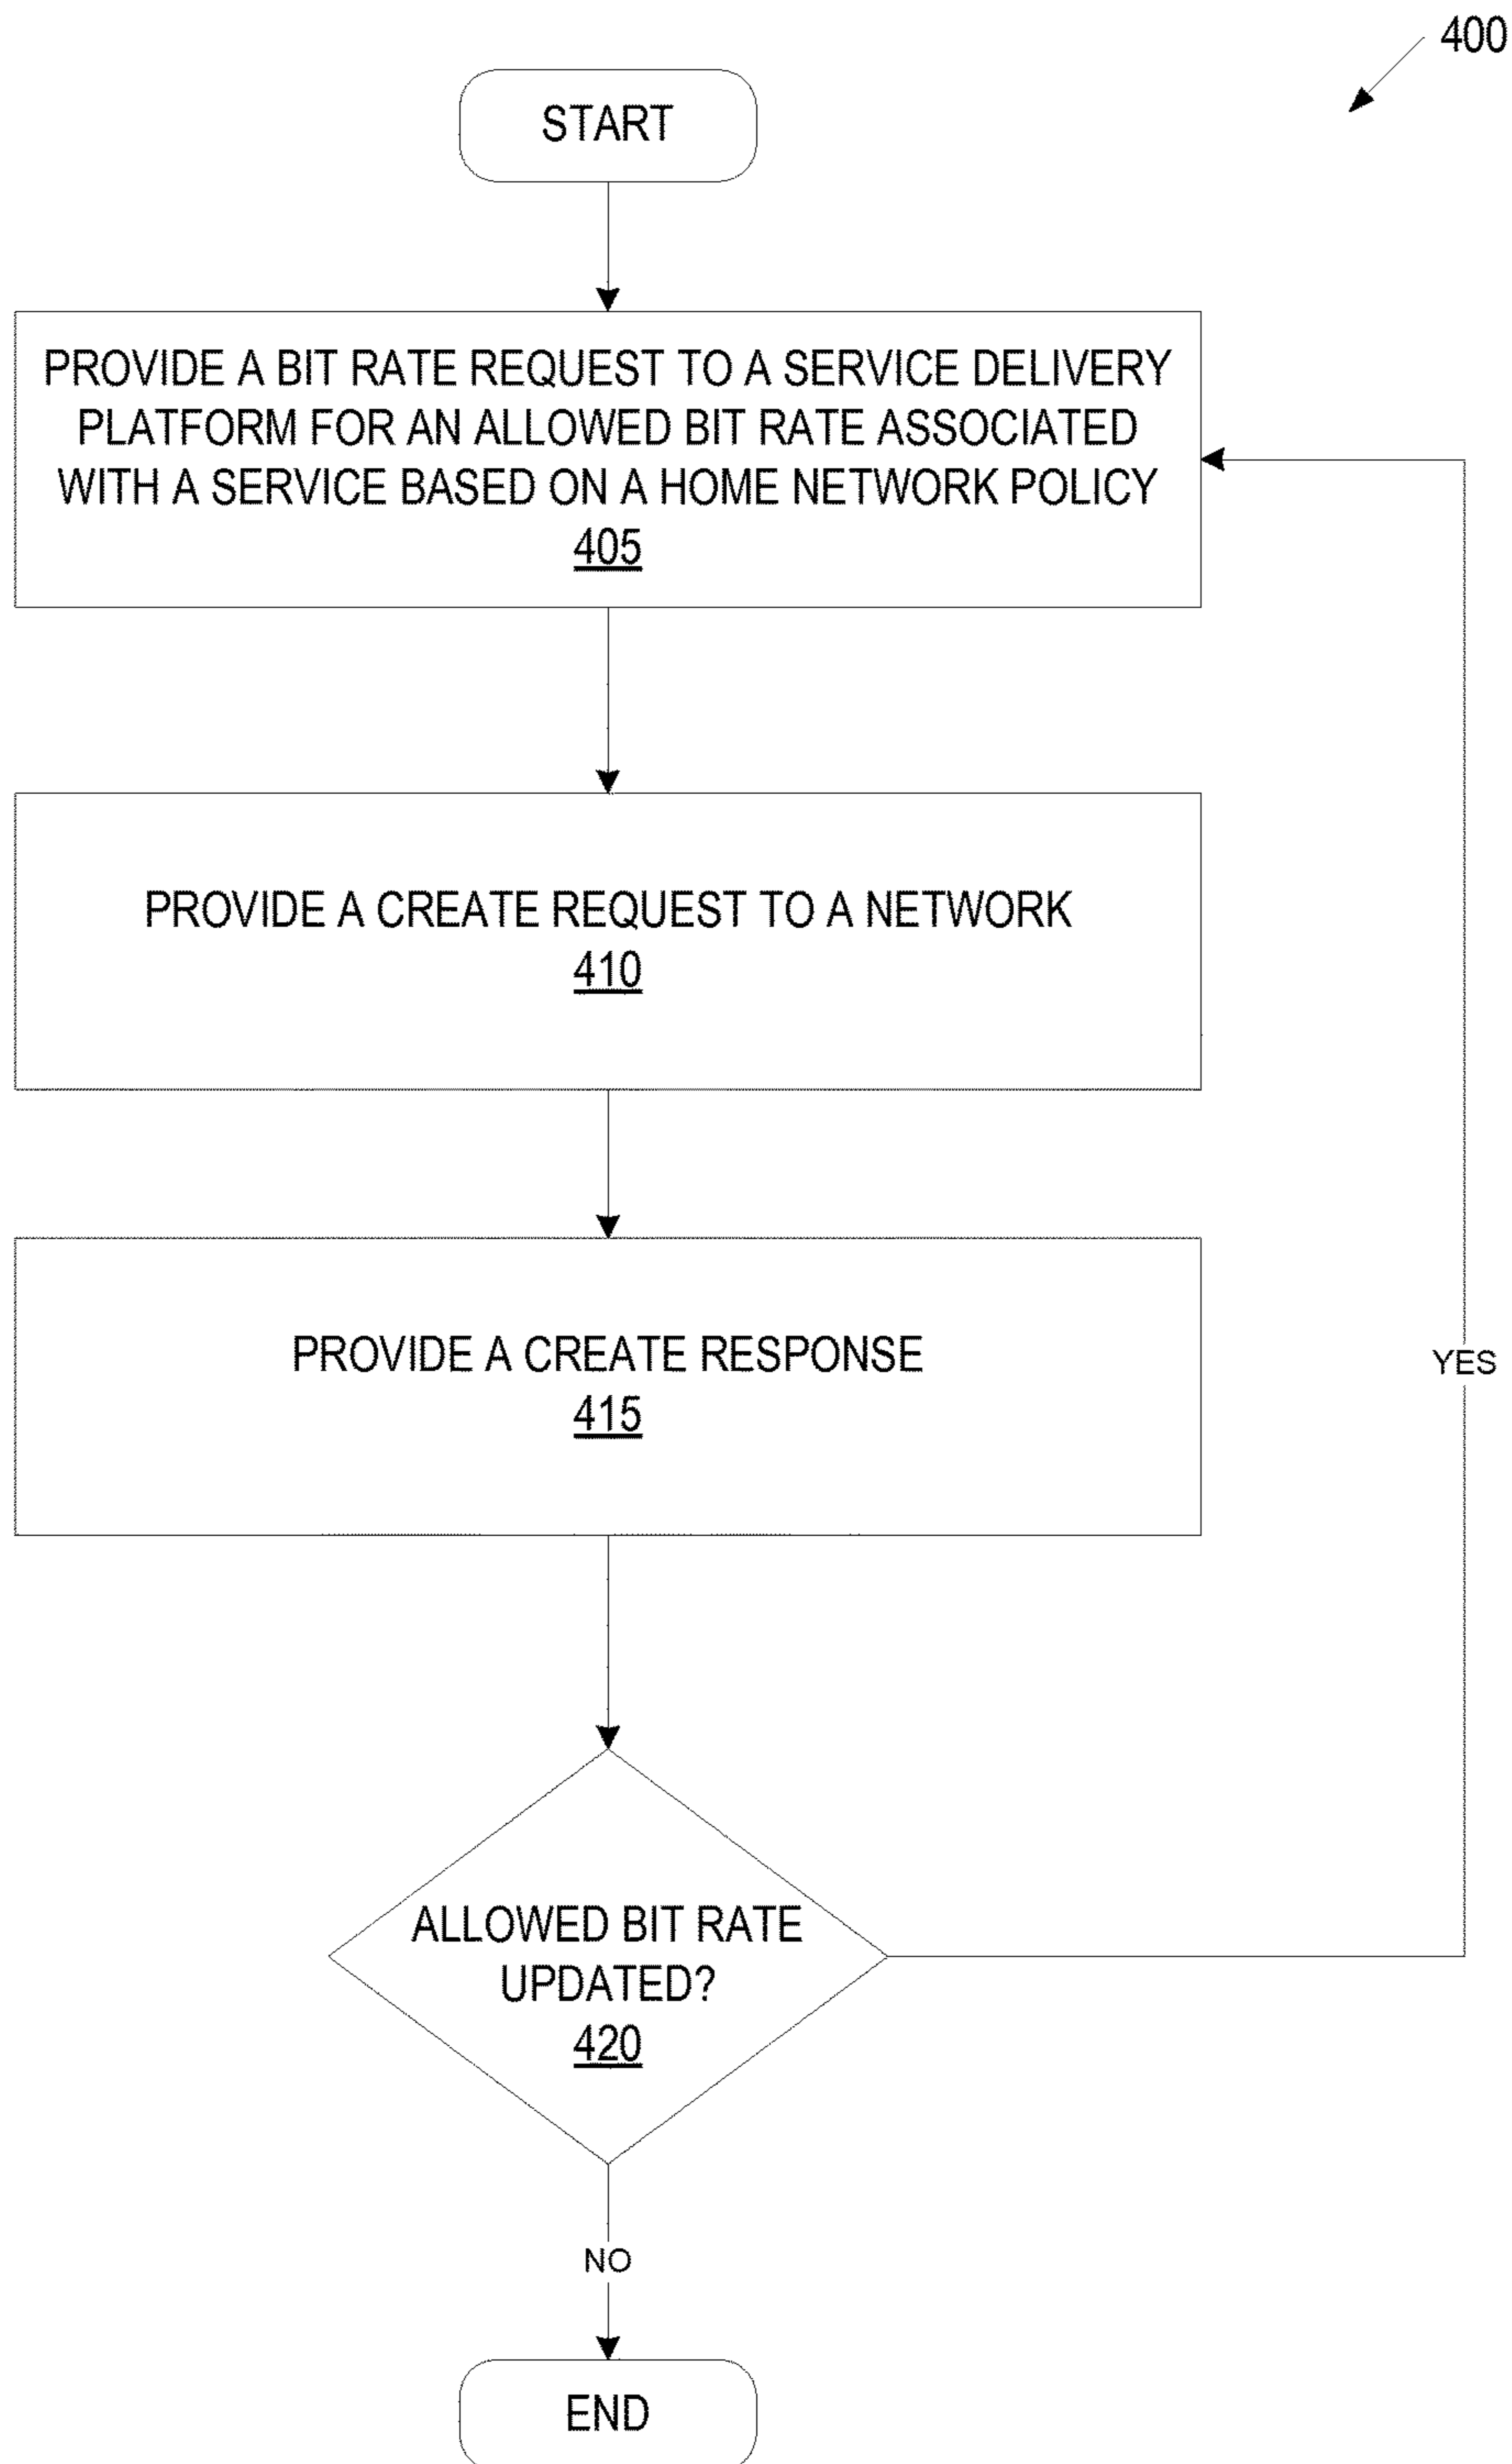 400
START
PROVIDE A BIT RATE REQUEST TO A SERVICE DELIVERY
PLATFORM FOR AN ALLOWED BIT RATE ASSOCIATED
WITH A SERVICE BASED ON A HOME NETWORK POLICY
405
PROVIDE A CREATE REQUEST TO A NETWORK
410
PROVIDE A CREATE RESPONSE
415
YES
ALLOWED BIT RATE
UPDATED?
420
NO
END